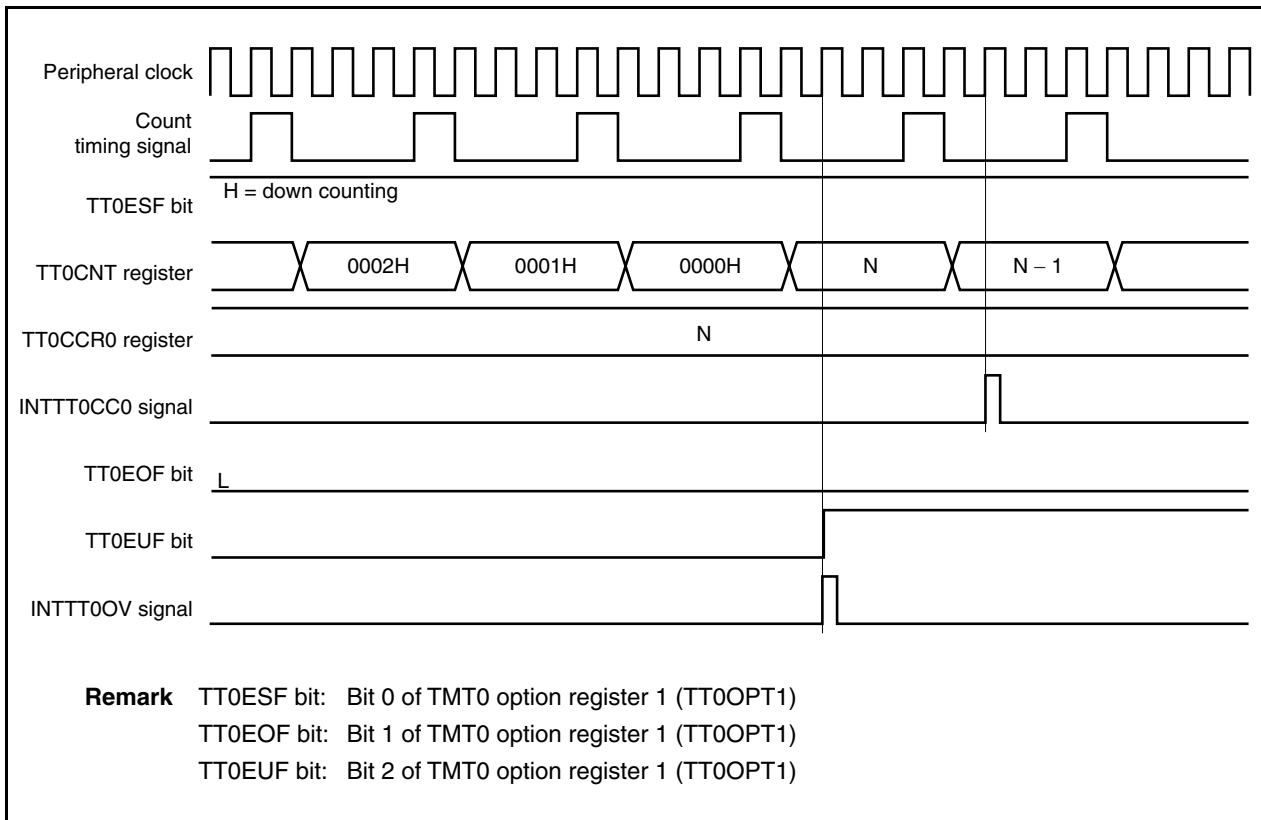 Peripheral clock
Count
timing signal
H = down counting
TT0ESF bit
TT0CNT register
0002H
0001H
0000H
N
N – 1
TT0CCR0 register
N
INTTT0CC0 signal
TT0EOF bit
L
TT0EUF bit
INTTT0OV signal
Remark TT0ESF bit: Bit 0 of TMT0 option register 1 (TT0OPT1)
TT0EOF bit: Bit 1 of TMT0 option register 1 (TT0OPT1)
TT0EUF bit: Bit 2 of TMT0 option register 1 (TT0OPT1)